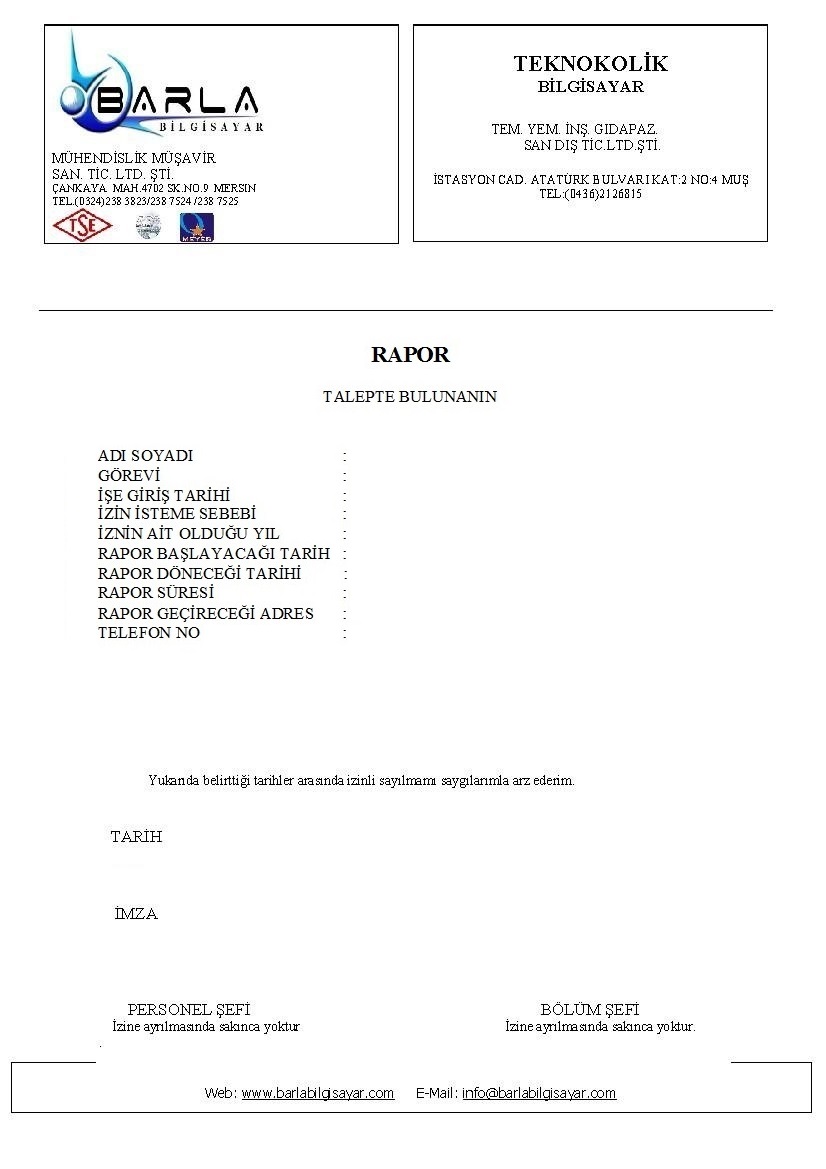 BARLA
BİLGİSAYAR
MÜHENDİSLİK MÜŞAVİR
SAN. TİC. LTD. ŞTİ.
ÇANKAYA MAH.4702 SK.NO.9 MERSIN
TEL.(0324)238 3823/238 7524 /238 7525
TSE
MEYER
TEKNOKOLİK
BİLGİSAYAR
TEM. YEM. İNŞ. GIDAPAZ.
SAN DIŞ TİC.LTD.ŞTİ.
İSTASYON CAD. ATATÜRK BULVARI KAT:2 NO:4 MUŞ
TEL:(0436)2126815
RAPOR
TALEPTE BULUNANIN
ADI SOYADI :
GÖREVİ :
İŞE GİRİŞ TARİHİ :
İZİN İSTEME SEBEBİ :
İZNİN AİT OLDUĞU YIL :
RAPOR BAŞLAYACAĞI TARİH :
RAPOR DÖNECEĞİ TARİHİ :
RAPOR SÜRESİ :
RAPOR GEÇİRECEĞİ ADRES :
TELEFON NO :
Yukarıda belirttiği tarihler arasında izinli sayılmamı saygılarımla arz ederim.
TARİH
İMZA
PERSONEL ŞEFİ BÖLÜM ŞEFİ
İzine ayrılmasında sakınca yoktur İzine ayrılmasında sakınca yoktur.
.
Web: www.barlabilgisayar.com E-Mail: info@barlabilgisayar.com